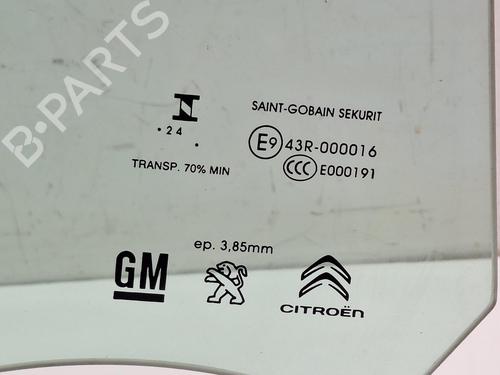 B-PARTS
SAINT-GOBAIN SEKURIT
. 24 .
E9 43R-000016
TRANSP. 70% MIN
CCC E000191
ep. 3,85mm
GM
CITROËN